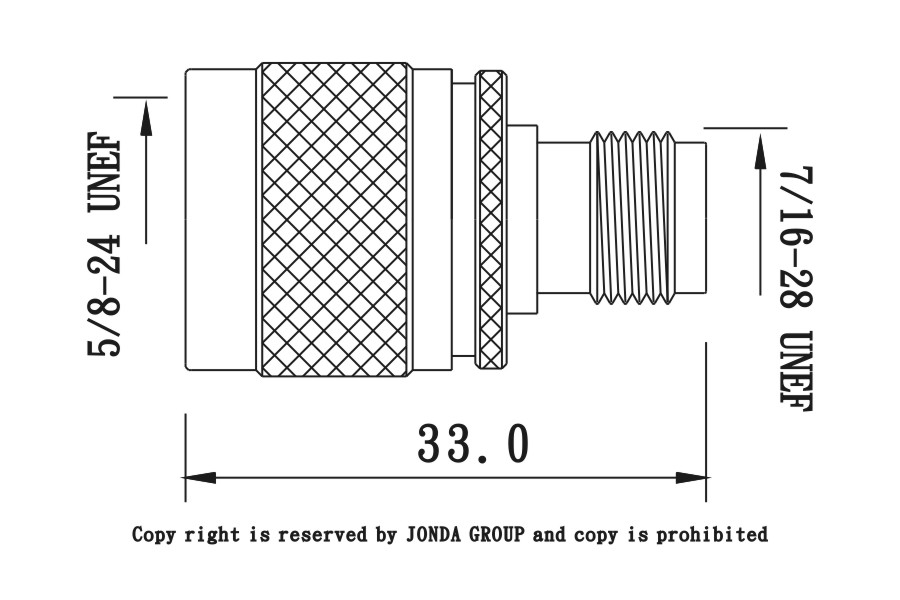 5/8-24 UNEF
7/16-28 UNEF
33.0
Copy right is reserved by JONDA GROUP and copy is prohibited